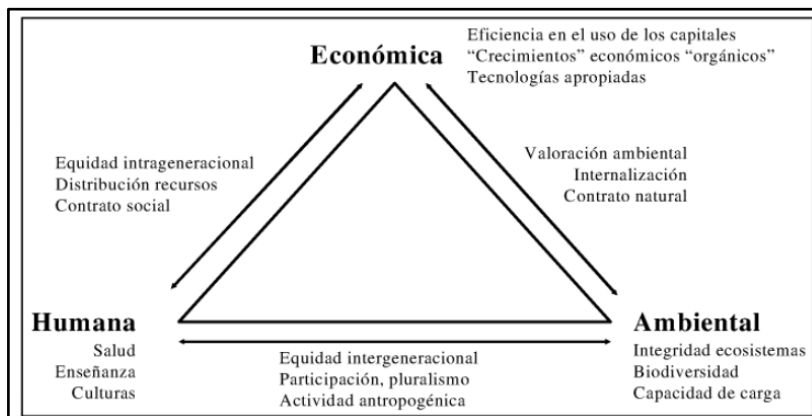 Económica
Eficiencia en el uso de los capitales
“Crecimientos” económicos “orgánicos”
Tecnologías apropiadas
Equidad intrageneracional
Distribución recursos
Contrato social
Valoración ambiental
Internalización
Contrato natural
Humana
Salud
Enseñanza
Culturas
Equidad intergeneracional
Participación, pluralismo
Actividad antropogénica
Ambiental
Integridad ecosistemas
Biodiversidad
Capacidad de carga